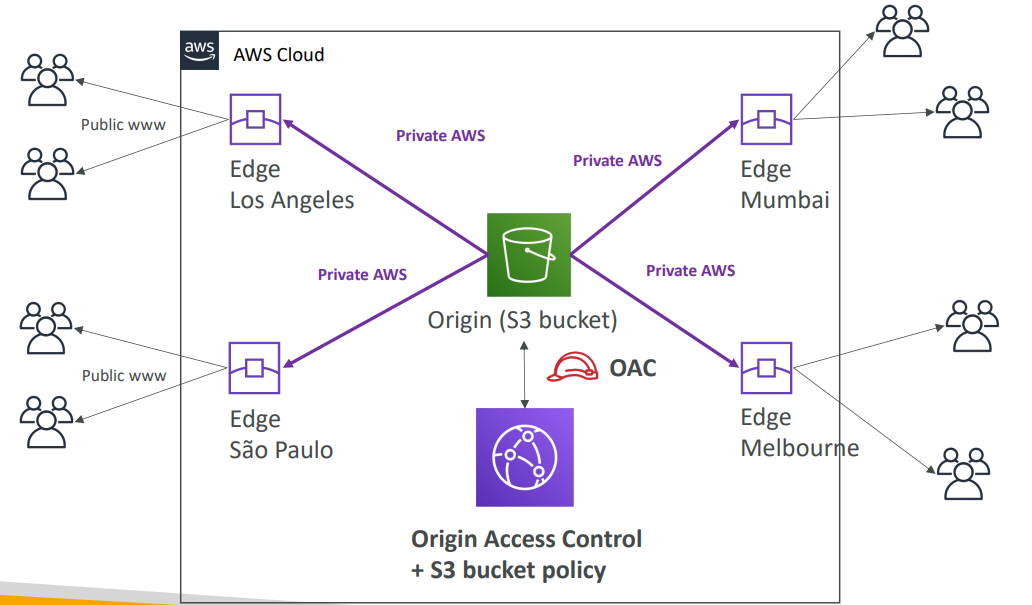 aws
AWS Cloud
Public www
Private AWS
Private AWS
Edge
Los Angeles
Edge
Mumbai
Private AWS
Private AWS
Origin (S3 bucket)
OAC
Public www
Edge
São Paulo
Edge
Melbourne
Origin Access Control
+ S3 bucket policy